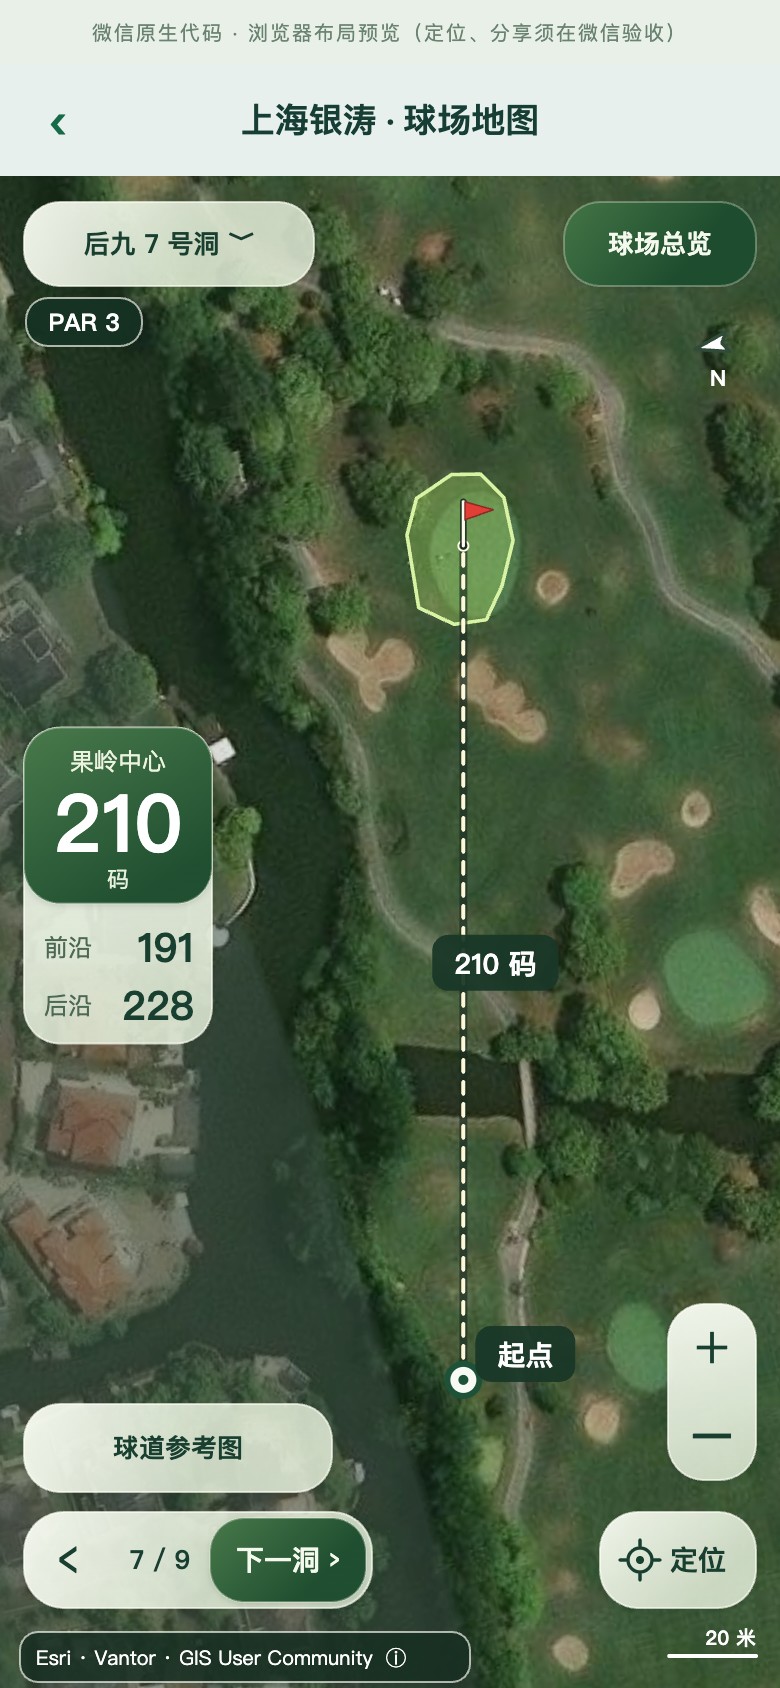 微信原生代码 · 浏览器布局预览（定位、分享须在微信验收）
‹ 上海银涛 · 球场地图
后九 7 号洞
球场总览
PAR 3
N
果岭中心
210
码
前沿 191
后沿 228
210 码
起点
+
—
球道参考图
< 7 / 9 下一洞 ›
定位
20 米
Esri · Vantor · GIS User Community ⓘ